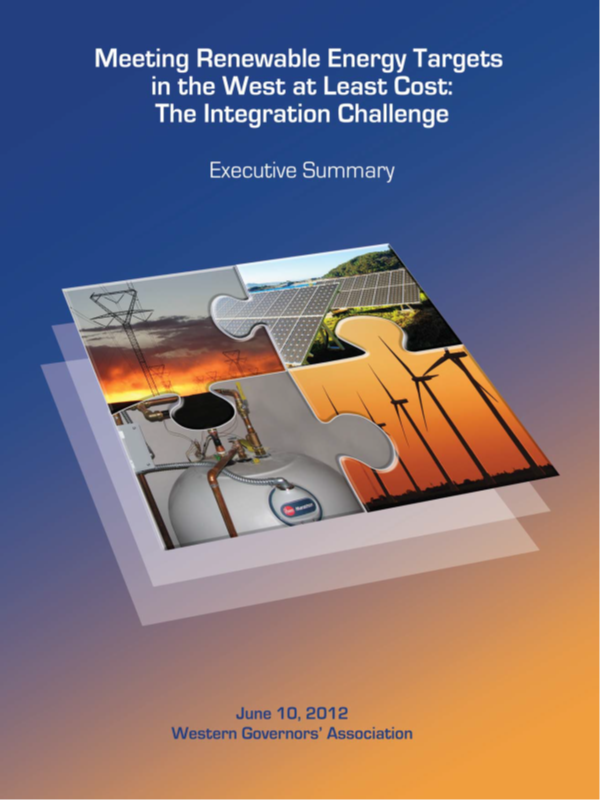 Meeting Renewable Energy Targets
in the West at Least Cost:
The Integration Challenge
Executive Summary
June 10, 2012
Western Governors' Association